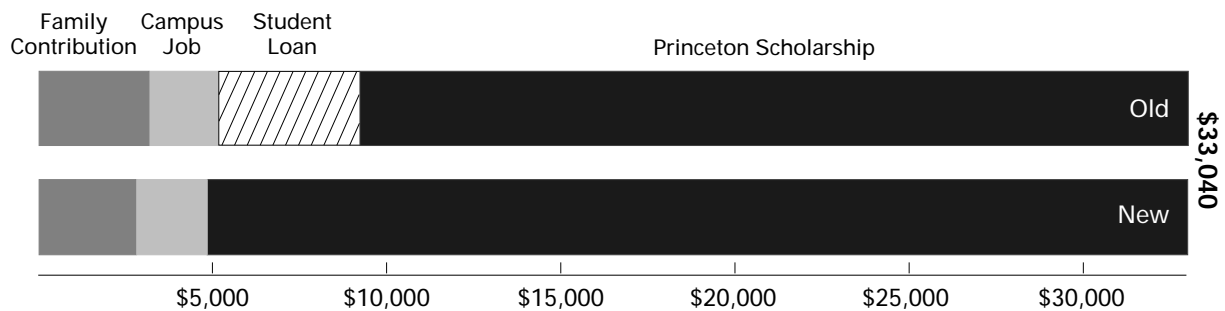 Family Contribution
Campus Job
Student Loan
Princeton Scholarship
Old
$33,040
New
$5,000 $10,000 $15,000 $20,000 $25,000 $30,000